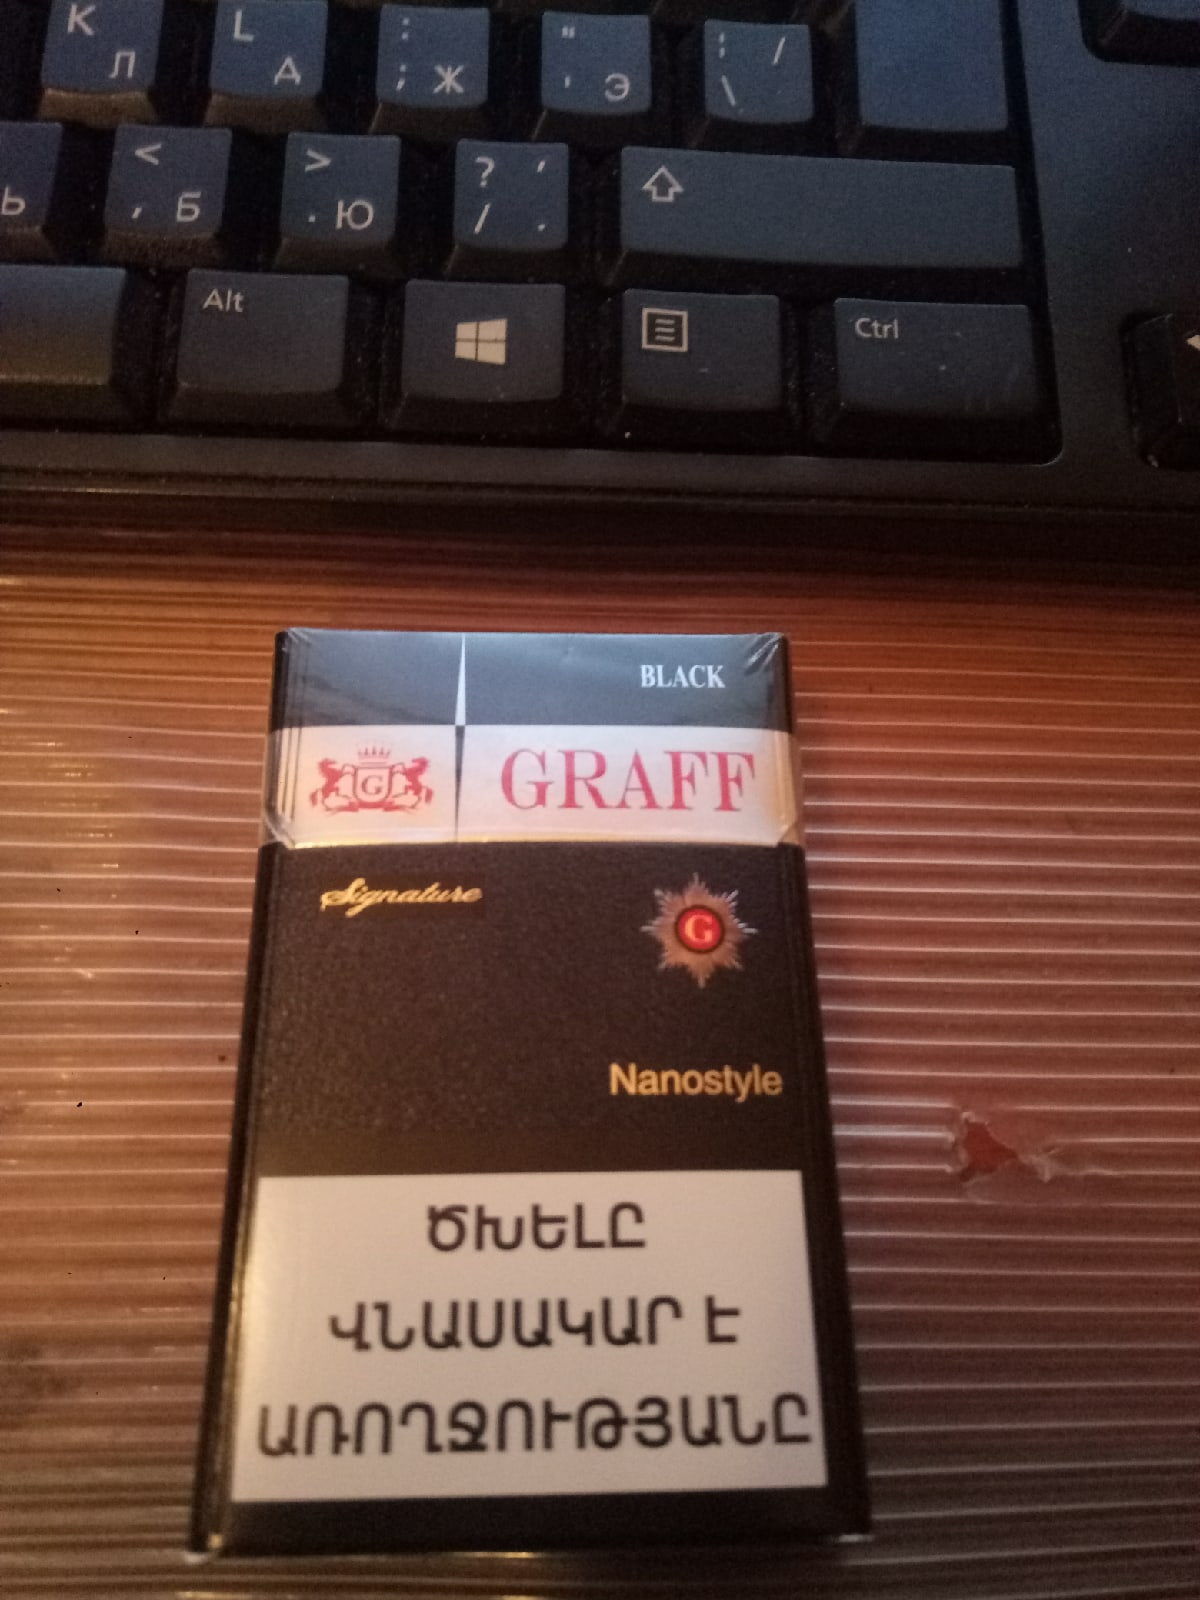 K
Л
L
Д
:
; Ж
"
' Э
¦ /
\
Ь
<
, Б
>
. Ю
? ,
/ .
Alt
Ctrl
BLACK
G
GRAFF
Signature
G
Nanostyle
ԾԽԵԼԸ
ՎՆԱՍԱԿԱՐ Է
ԱՌՈՂՋՈՒԹՅԱՆԸ